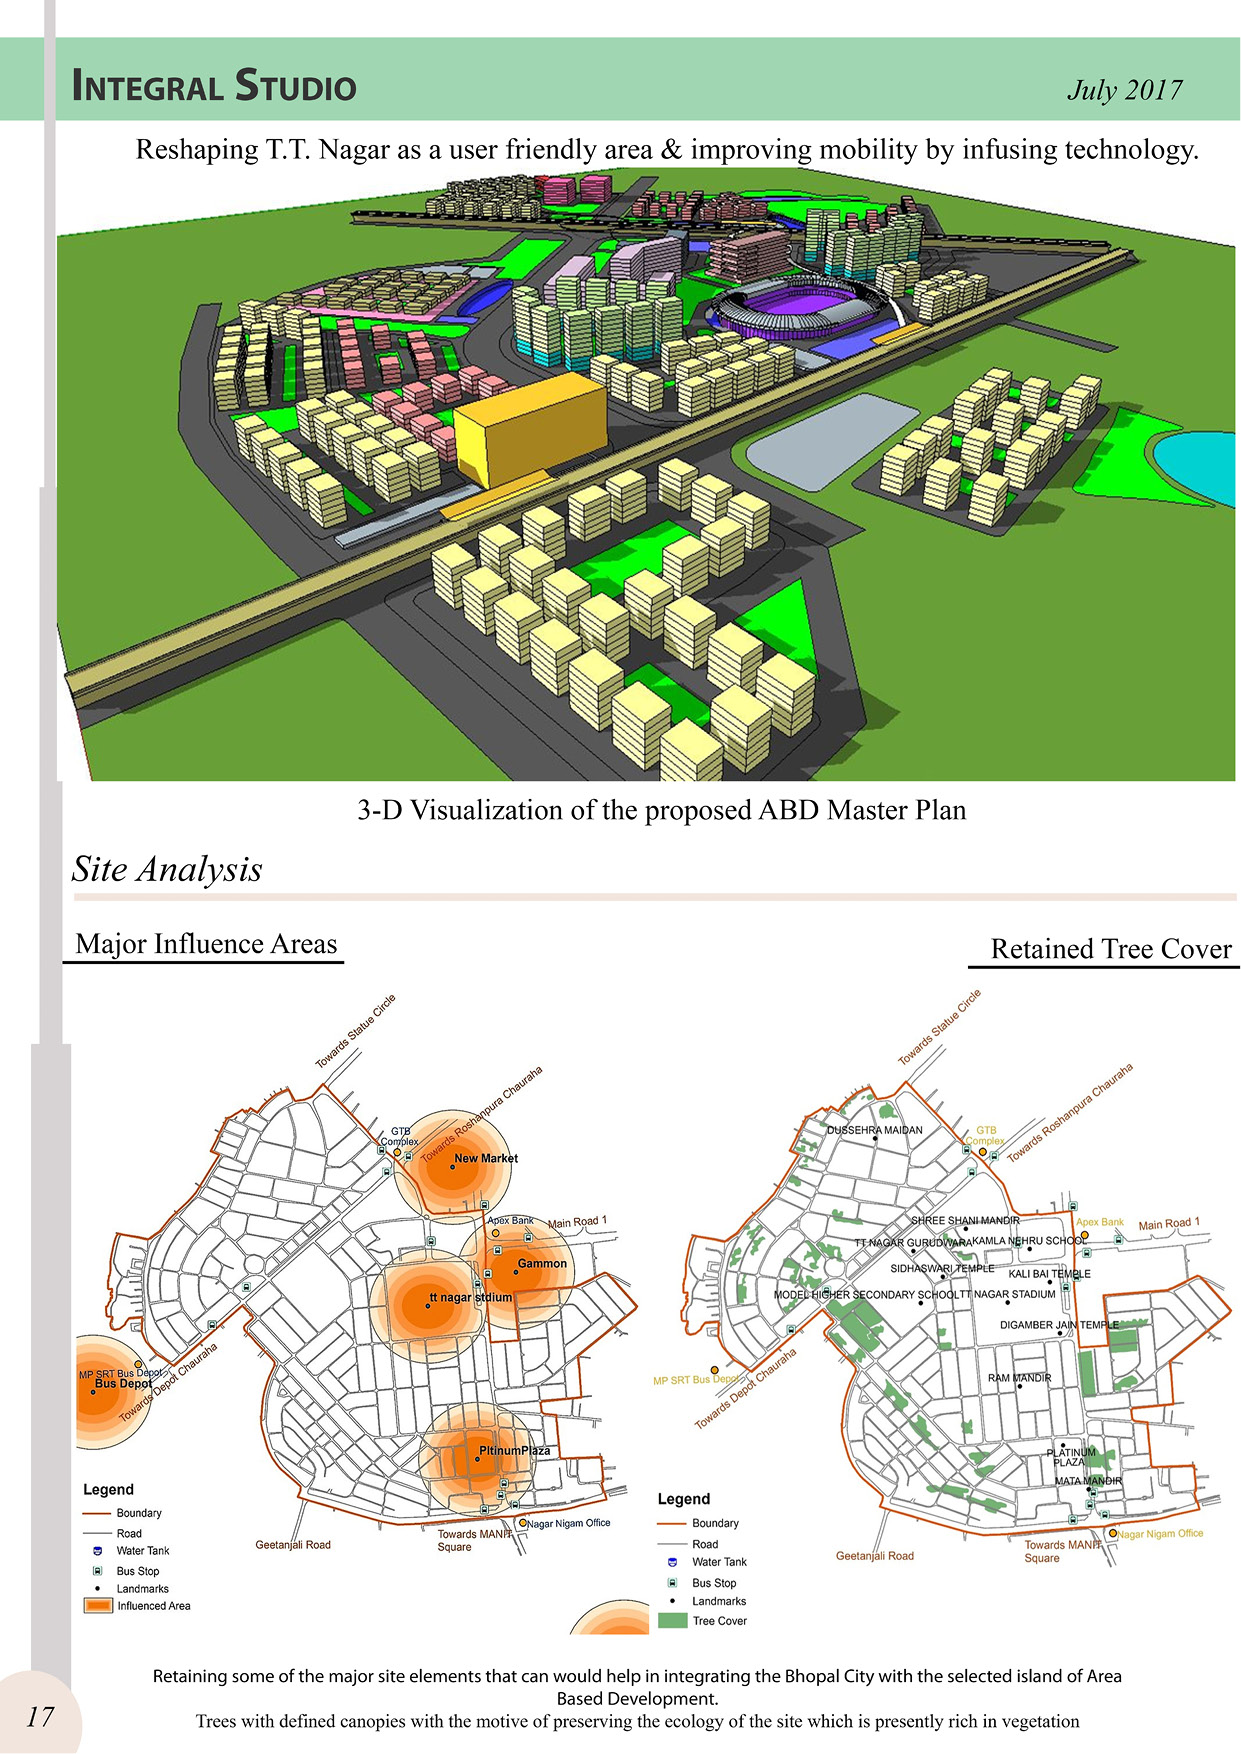 INTEGRAL STUDIO
July 2017
Reshaping T.T. Nagar as a user friendly area & improving mobility by infusing technology.
3-D Visualization of the proposed ABD Master Plan
Site Analysis
Major Influence Areas
Retained Tree Cover
Towards Statue Circle
Towards Roshanpura Chauraha
GTB
Complex
New Market
Apex Bank
Main Road 1
Gammon
tt nagar stdium
MP SRT Bus Depot
Bus Depot
Towards Depot Chauraha
PltinumPlaza
Nagar Nigam Office
Towards MANIT
Square
Geetanjali Road
Legend
Boundary
Road
Water Tank
Bus Stop
Landmarks
Influenced Area
Towards Statue Circle
Towards Roshanpura Chauraha
DUSSEHRA MAIDAN
GTB
Complex
SHREE SHANI MANDIR
Apex Bank
Main Road 1
TT NAGAR GURUDWARA
KAMLA NEHRU SCHOOL
SIDHASWARI TEMPLE
KALI BAI TEMPLE
MODEL HIGHER SECONDARY SCHOOL
TT NAGAR STADIUM
DIGAMBER JAIN TEMPLE
MP SRT Bus Depot
Towards Depot Chauraha
RAM MANDIR
PLATINUM
PLAZA
MATA MANDIR
Nagar Nigam Office
Towards MANIT
Square
Geetanjali Road
Legend
Boundary
Road
Water Tank
Bus Stop
Landmarks
Tree Cover
Retaining some of the major site elements that can would help in integrating the Bhopal City with the selected island of Area
Based Development.
Trees with defined canopies with the motive of preserving the ecology of the site which is presently rich in vegetation
17